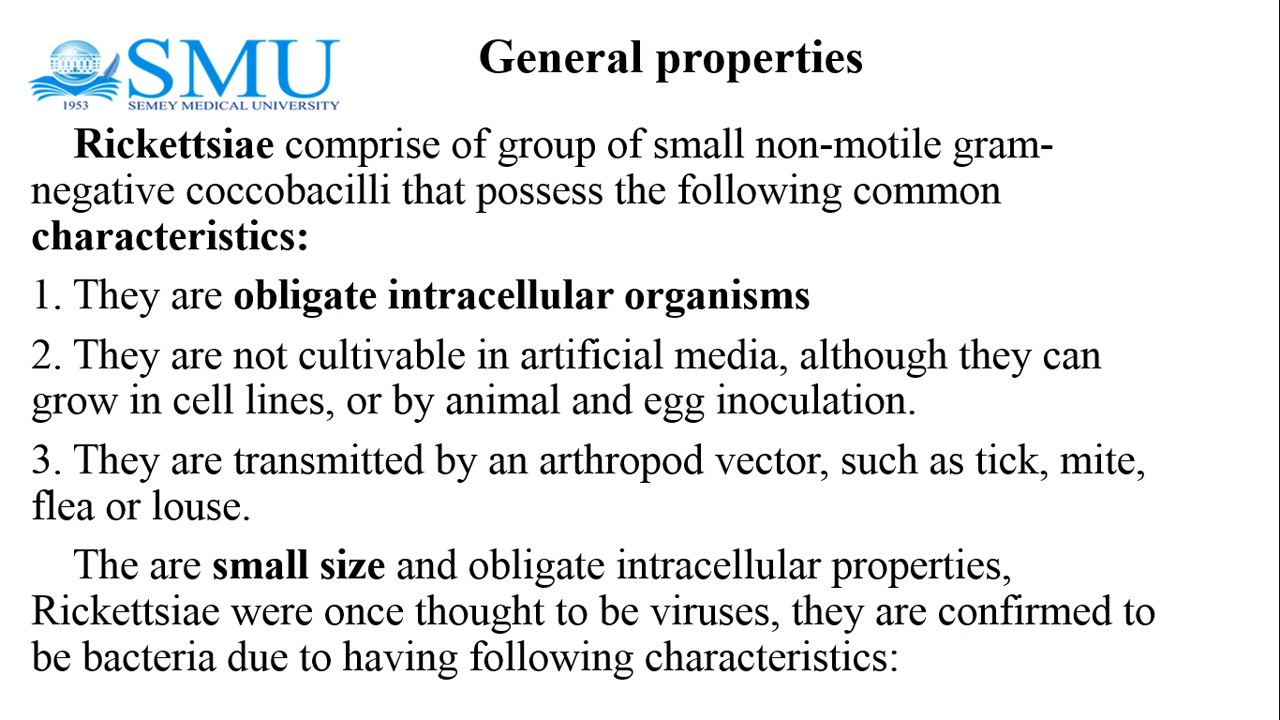 SMU
1953
SEMEY MEDICAL UNIVERSITY
General properties
Rickettsiae comprise of group of small non-motile gram-
negative coccobacilli that possess the following common
characteristics:
1. They are obligate intracellular organisms
2. They are not cultivable in artificial media, although they can
grow in cell lines, or by animal and egg inoculation.
3. They are transmitted by an arthropod vector, such as tick, mite,
flea or louse.
The are small size and obligate intracellular properties,
Rickettsiae were once thought to be viruses, they are confirmed to
be bacteria due to having following characteristics: